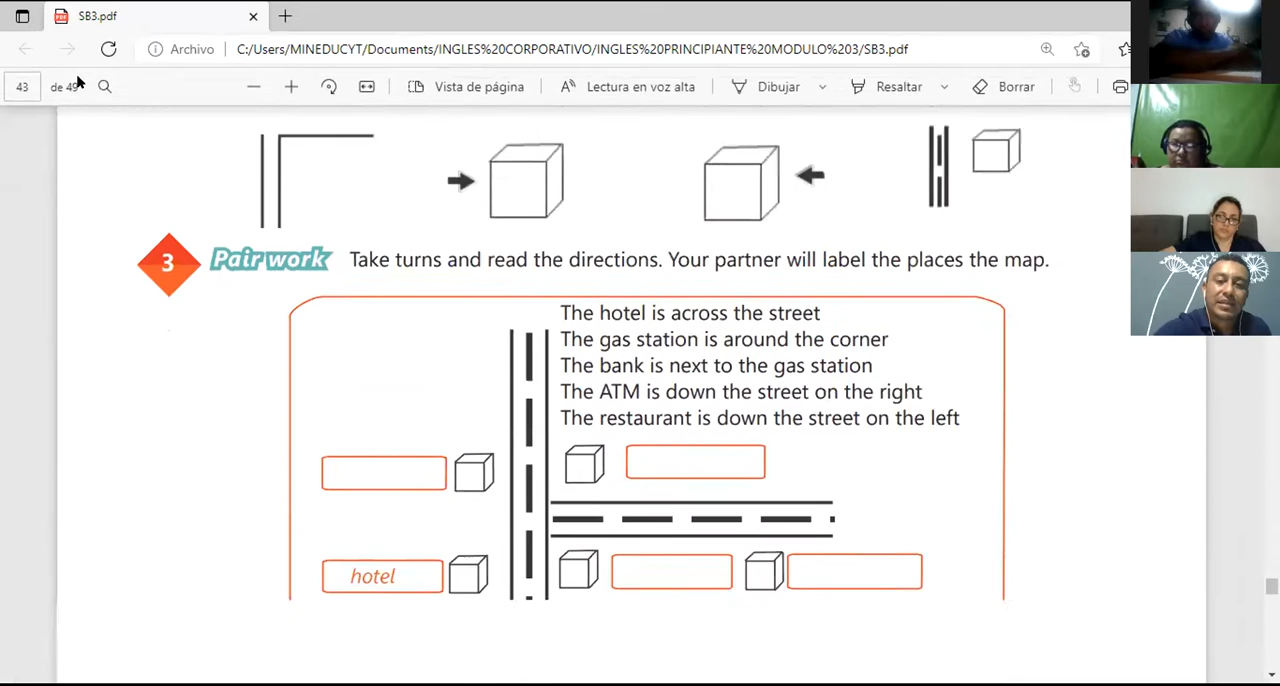 SB3.pdf
Archivo
C:/Users/MINEDUCYT/Documents/INGLES%20CORPORATIVO/INGLES%20PRINCIPIANTE%20MODULO%203/SB3.pdf
43 de 49
Vista de página
Lectura en voz alta
Dibujar
Resaltar
Borrar
3 Pair work Take turns and read the directions. Your partner will label the places the map.
The hotel is across the street
The gas station is around the corner
The bank is next to the gas station
The ATM is down the street on the right
The restaurant is down the street on the left
hotel